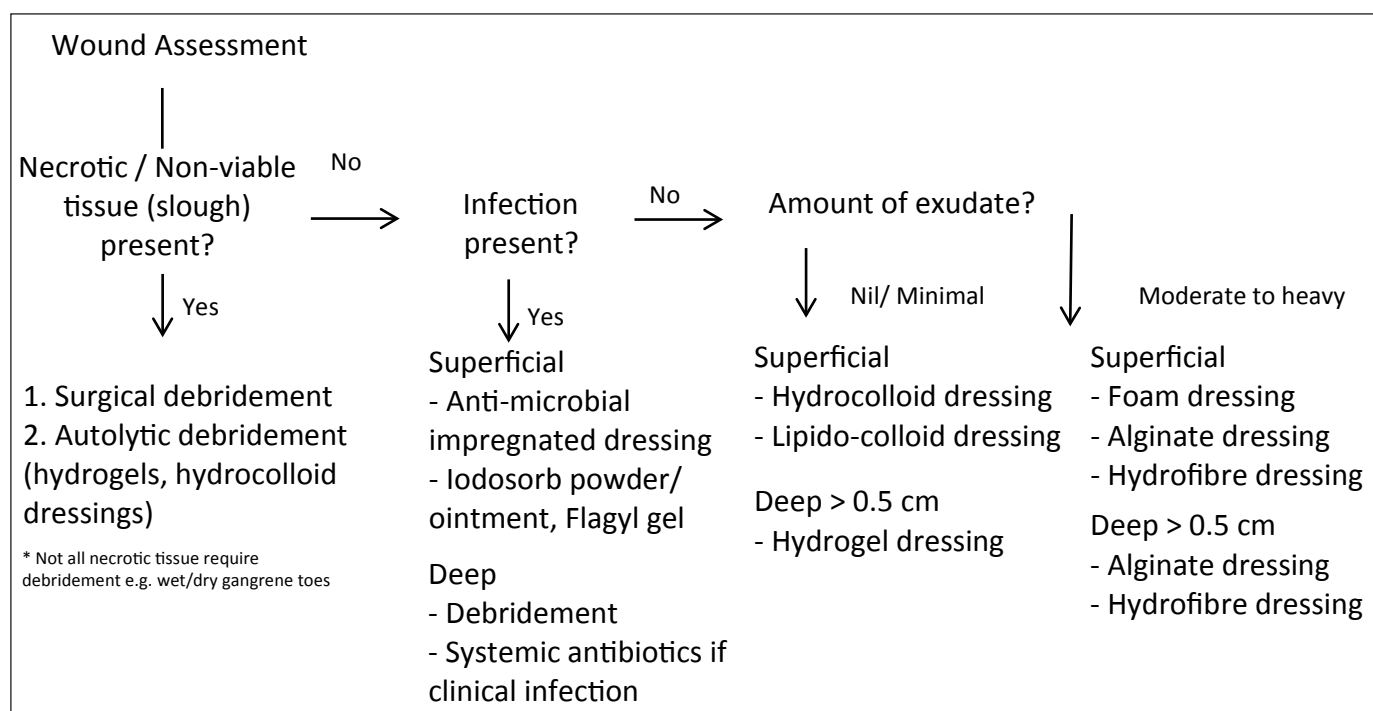 Wound Assessment
Necrotic / Non-viable
tissue (slough)
present?
No
Yes
1. Surgical debridement
2. Autolytic debridement
(hydrogels, hydrocolloid
dressings)
* Not all necrotic tissue require
debridement e.g. wet/dry gangrene toes
Infection
present?
No
Yes
Superficial
- Anti-microbial
impregnated dressing
- Iodosorb powder/
ointment, Flagyl gel
Deep
- Debridement
- Systemic antibiotics if
clinical infection
Amount of exudate?
Nil/ Minimal
Superficial
- Hydrocolloid dressing
- Lipido-colloid dressing
Deep > 0.5 cm
- Hydrogel dressing
Moderate to heavy
Superficial
- Foam dressing
- Alginate dressing
- Hydrofibre dressing
Deep > 0.5 cm
- Alginate dressing
- Hydrofibre dressing